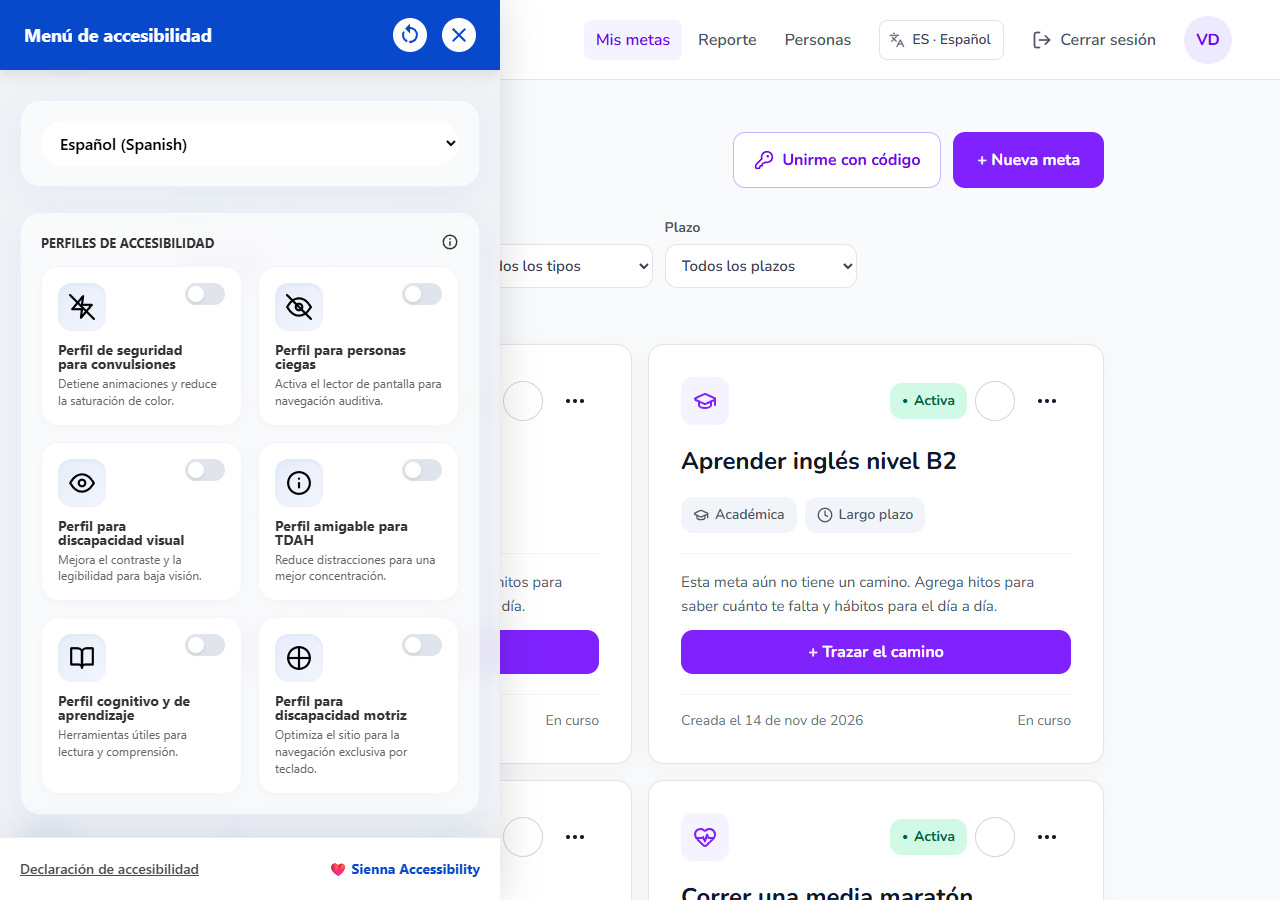 Menú de accesibilidad
Mis metas
Reporte
Personas
ES · Español
Cerrar sesión
VD
Español (Spanish)
Unirme con código
+ Nueva meta
Plazo
dos los tipos
Todos los plazos
PERFILES DE ACCESIBILIDAD
Perfil de seguridad
para convulsiones
Detiene animaciones y reduce
la saturación de color.
Perfil para personas
ciegas
Activa el lector de pantalla para
navegación auditiva.
Perfil para
discapacidad visual
Mejora el contraste y la
legibilidad para baja visión.
Perfil amigable para
TDAH
Reduce distracciones para una
mejor concentración.
Perfil cognitivo y de
aprendizaje
Herramientas útiles para
lectura y comprensión.
Perfil para
discapacidad motriz
Optimiza el sitio para la
navegación exclusiva por
teclado.
Declaración de accesibilidad
Sienna Accessibility
hitos para
día.
En curso
• Activa
Aprender inglés nivel B2
Académica
Largo plazo
Esta meta aún no tiene un camino. Agrega hitos para
saber cuánto te falta y hábitos para el día a día.
+ Trazar el camino
Creada el 14 de nov de 2026
En curso
• Activa
Correr una media maratón